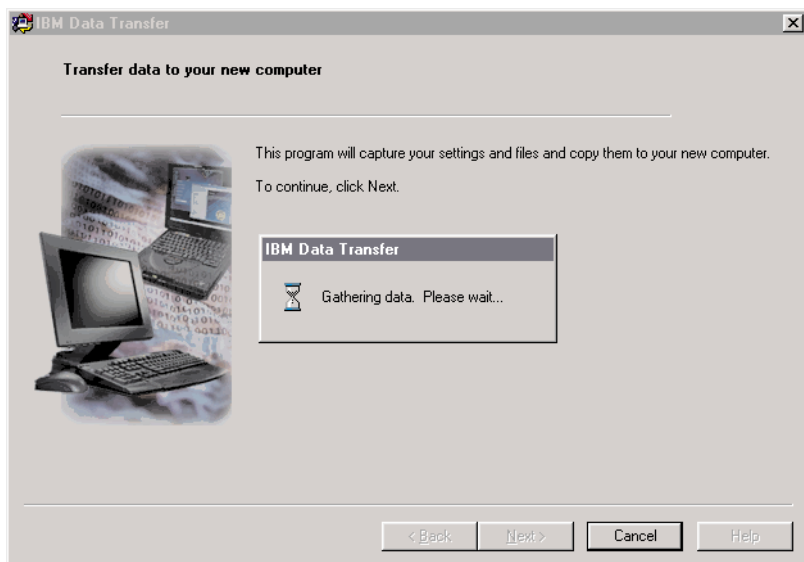 IBM Data Transfer
Transfer data to your new computer
This program will capture your settings and files and copy them to your new computer.
To continue, click Next.
IBM Data Transfer
Gathering data. Please wait...
< Back
Next >
Cancel
Help